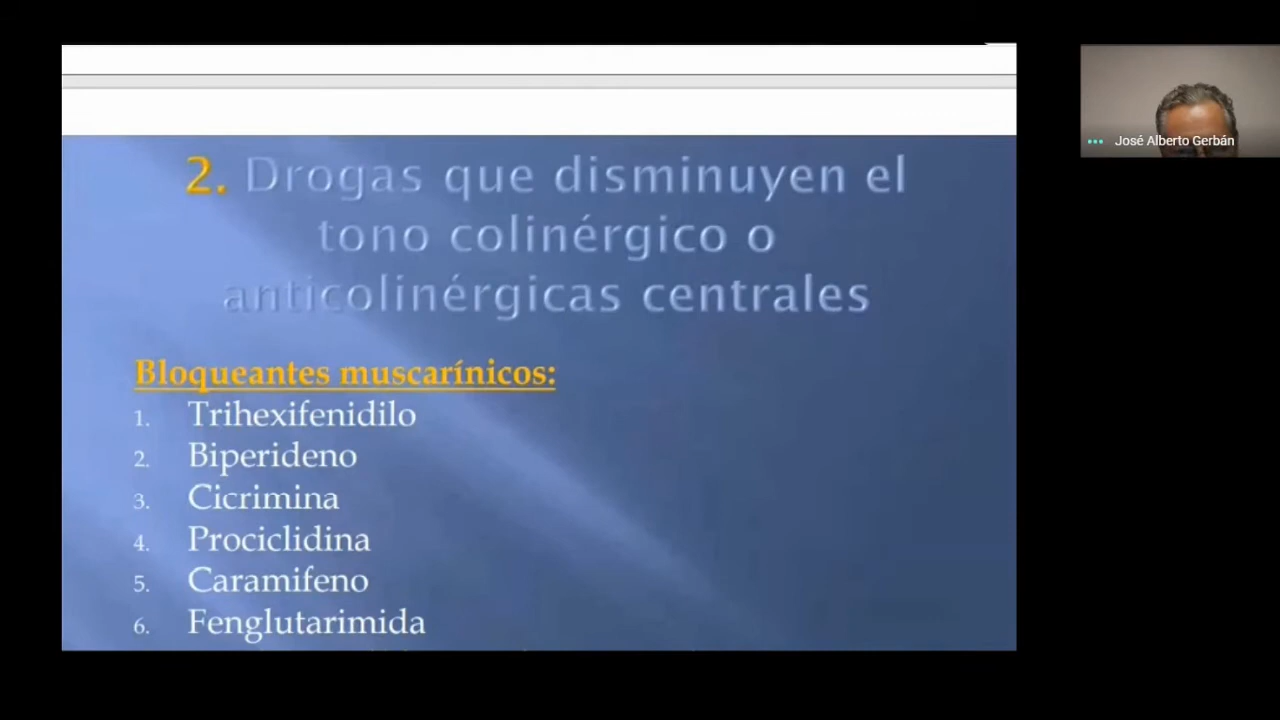 2. Drogas que disminuyen el
tono colinérgico o
anticolinérgicas centrales
Bloqueantes muscarínicos:
1. Trihexifenidilo
2. Biperideno
3. Cicrimina
4. Prociclidina
5. Caramifeno
6. Fenglutarimida
José Alberto Gerbán